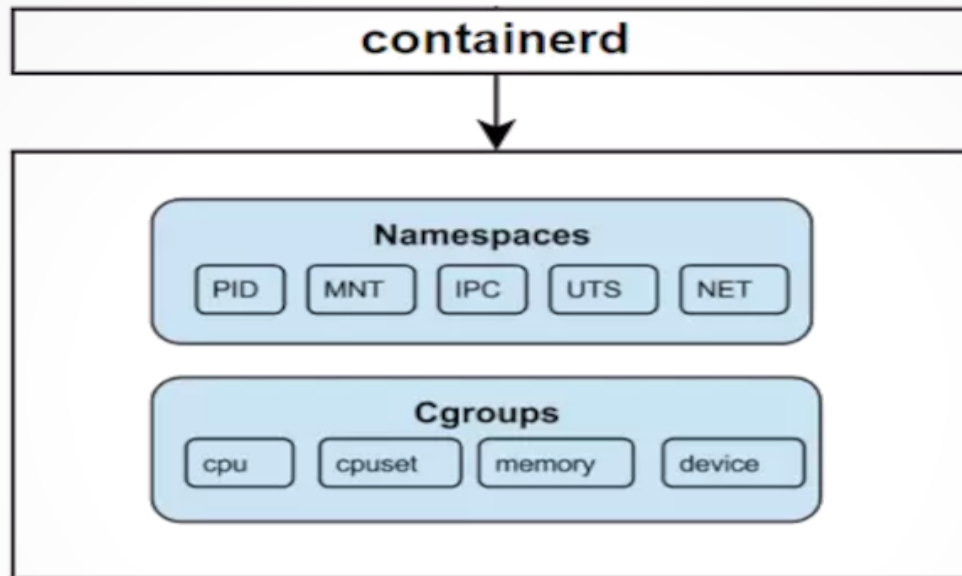 containerd
Namespaces
PID MNT IPC UTS NET
Cgroups
cpu cpuset memory device